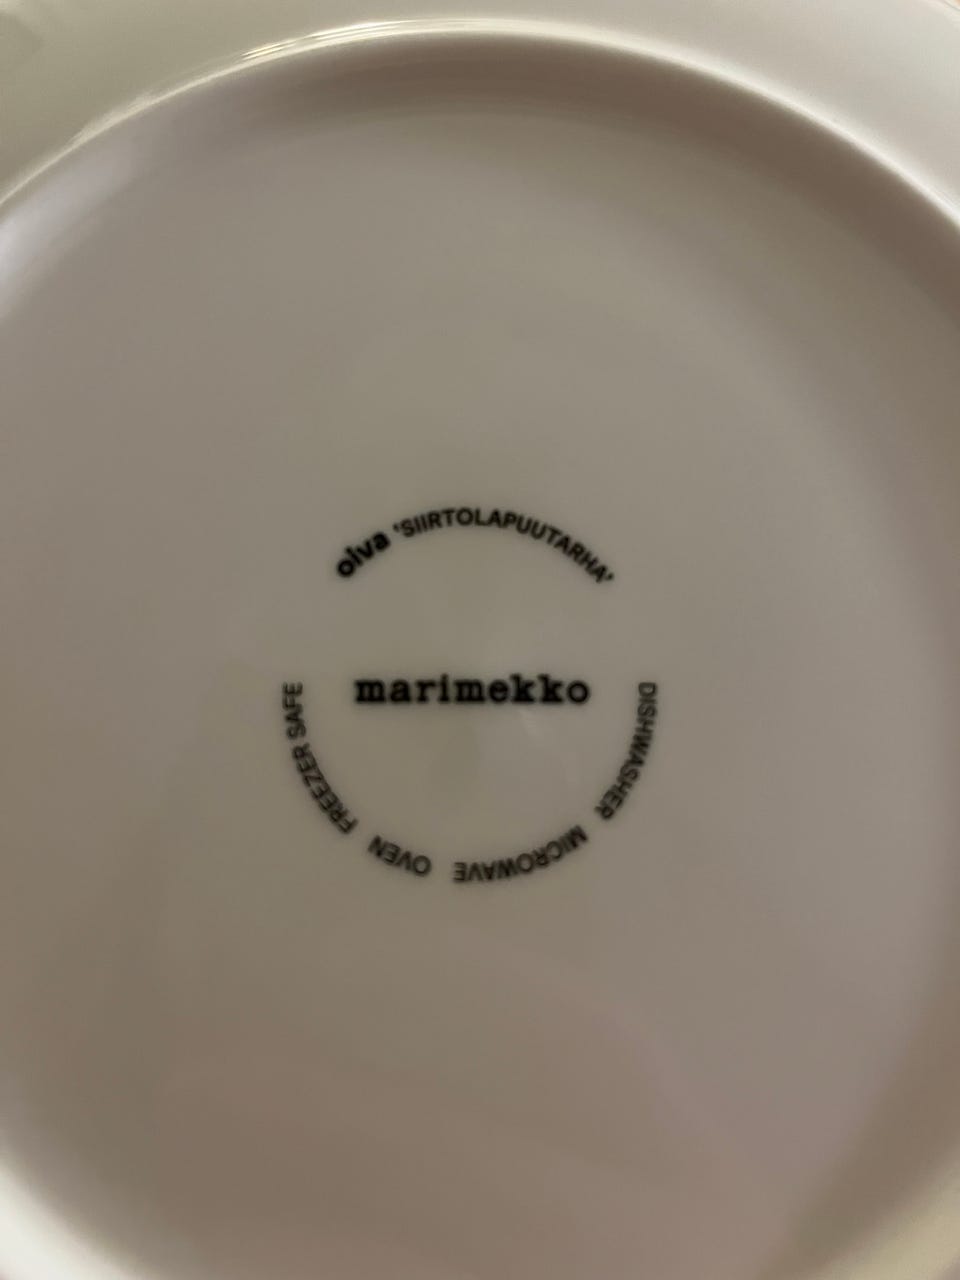 oiva 'SIIRTOLAPUUTARHA'
marimekko
DISHWASHER MICROWAVE OVEN FREEZER SAFE